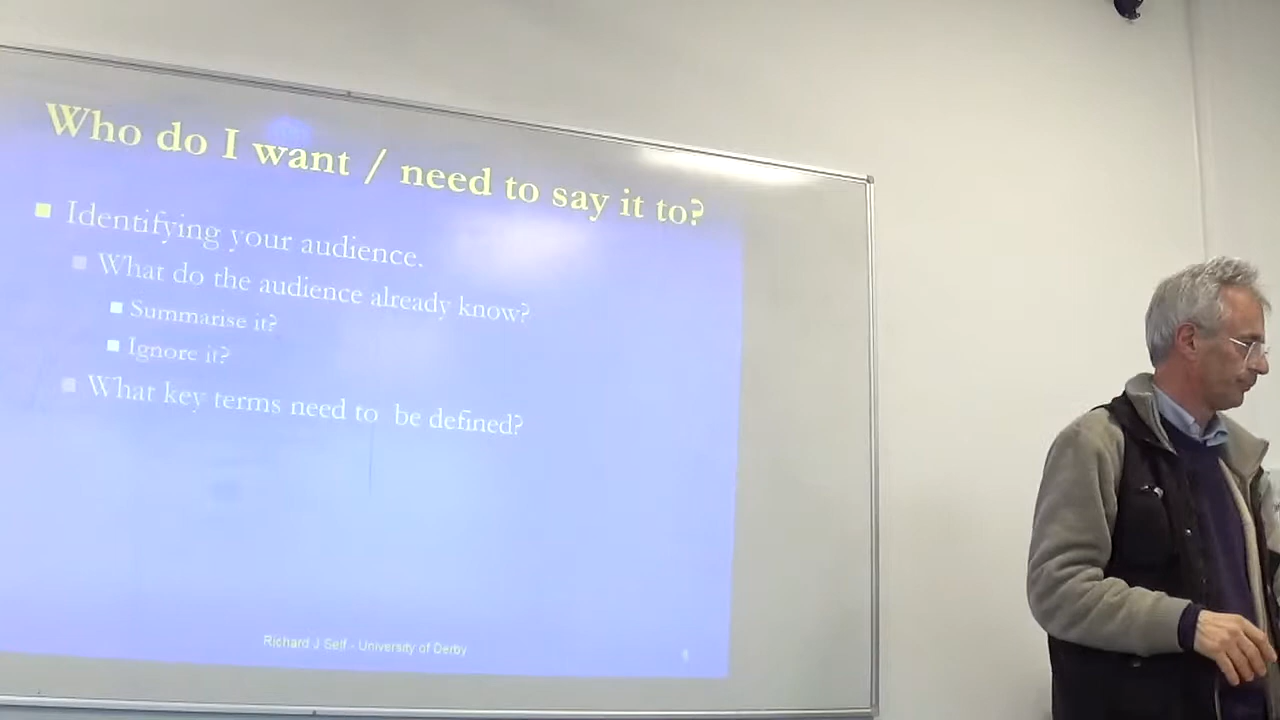 Who do I want / need to say it to?
Identifying your audience.
What do the audience already know?
Summarise it?
Ignore it?
What key terms need to be defined?
Richard J Self - University of Derby